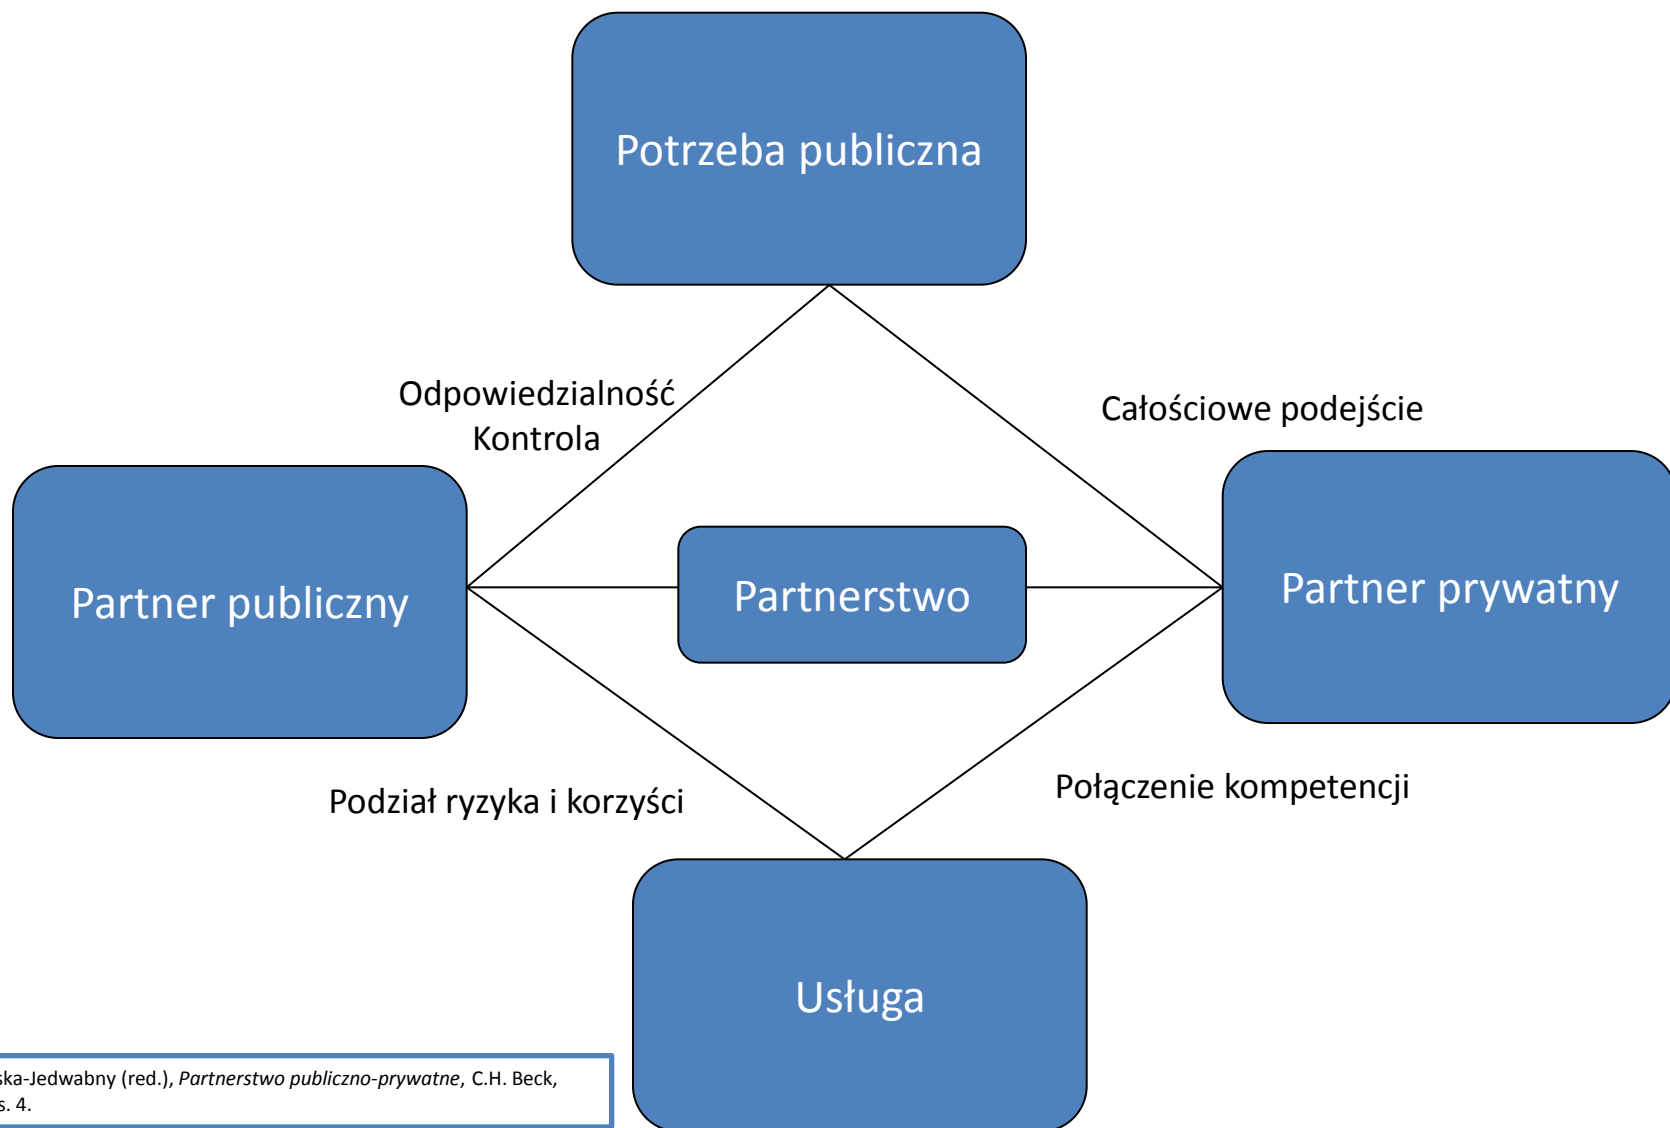 Potrzeba publiczna
Odpowiedzialność
Kontrola
Całościowe podejście
Partner publiczny
Partnerstwo
Partner prywatny
Podział ryzyka i korzyści
Połączenie kompetencji
Usługa
ska-Jedwabny (red.), Partnerstwo publiczno-prywatne, C.H. Beck,
s. 4.